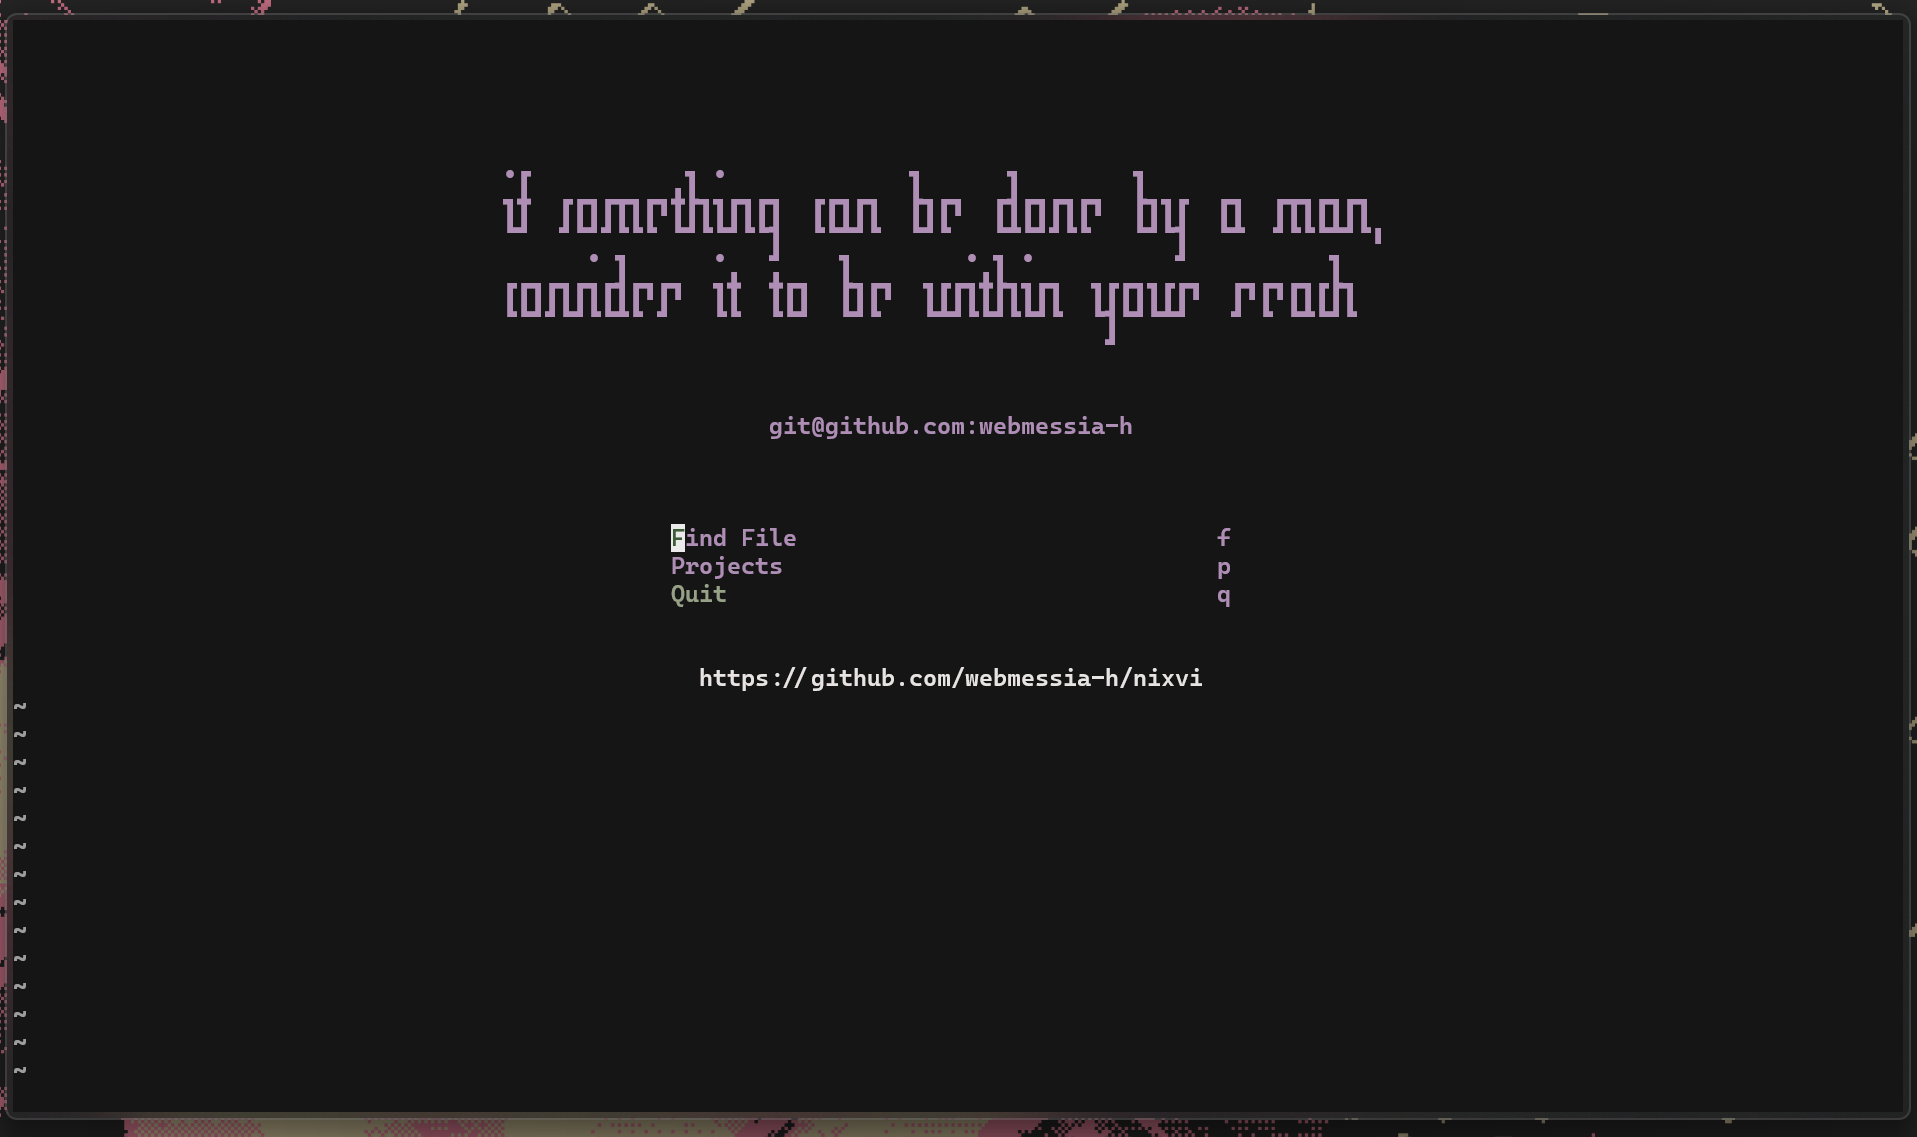 if something can be done by a man,
consider it to be within your reach
git@github.com:webmessia-h
Find File f
Projects p
Quit q
https://github.com/webmessia-h/nixvi
~
~
~
~
~
~
~
~
~
~
~
~
~
~